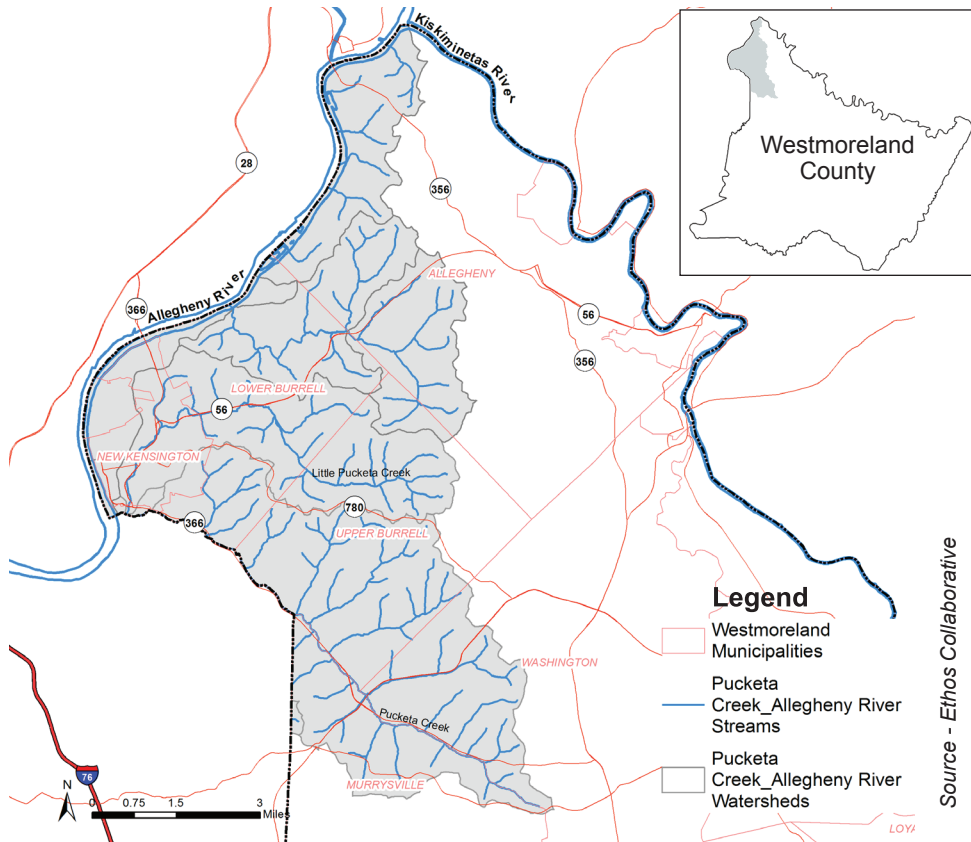 Kiskiminetas River
Westmoreland
County
28
356
ALLEGHENY
Allegheny River
366
56
356
LOWER BURRELL
56
NEW KENSINGTON
Little Pucketa Creek
780
366
UPPER BURRELL
Legend
Westmoreland
Municipalities
WASHINGTON
Pucketa
Creek_Allegheny River
Streams
Pucketa Creek
Pucketa
Creek_Allegheny River
Watersheds
MURRYSVILLE
76
N
0 0.75 1.5 3
Miles
LOYA
Source - Ethos Collaborative